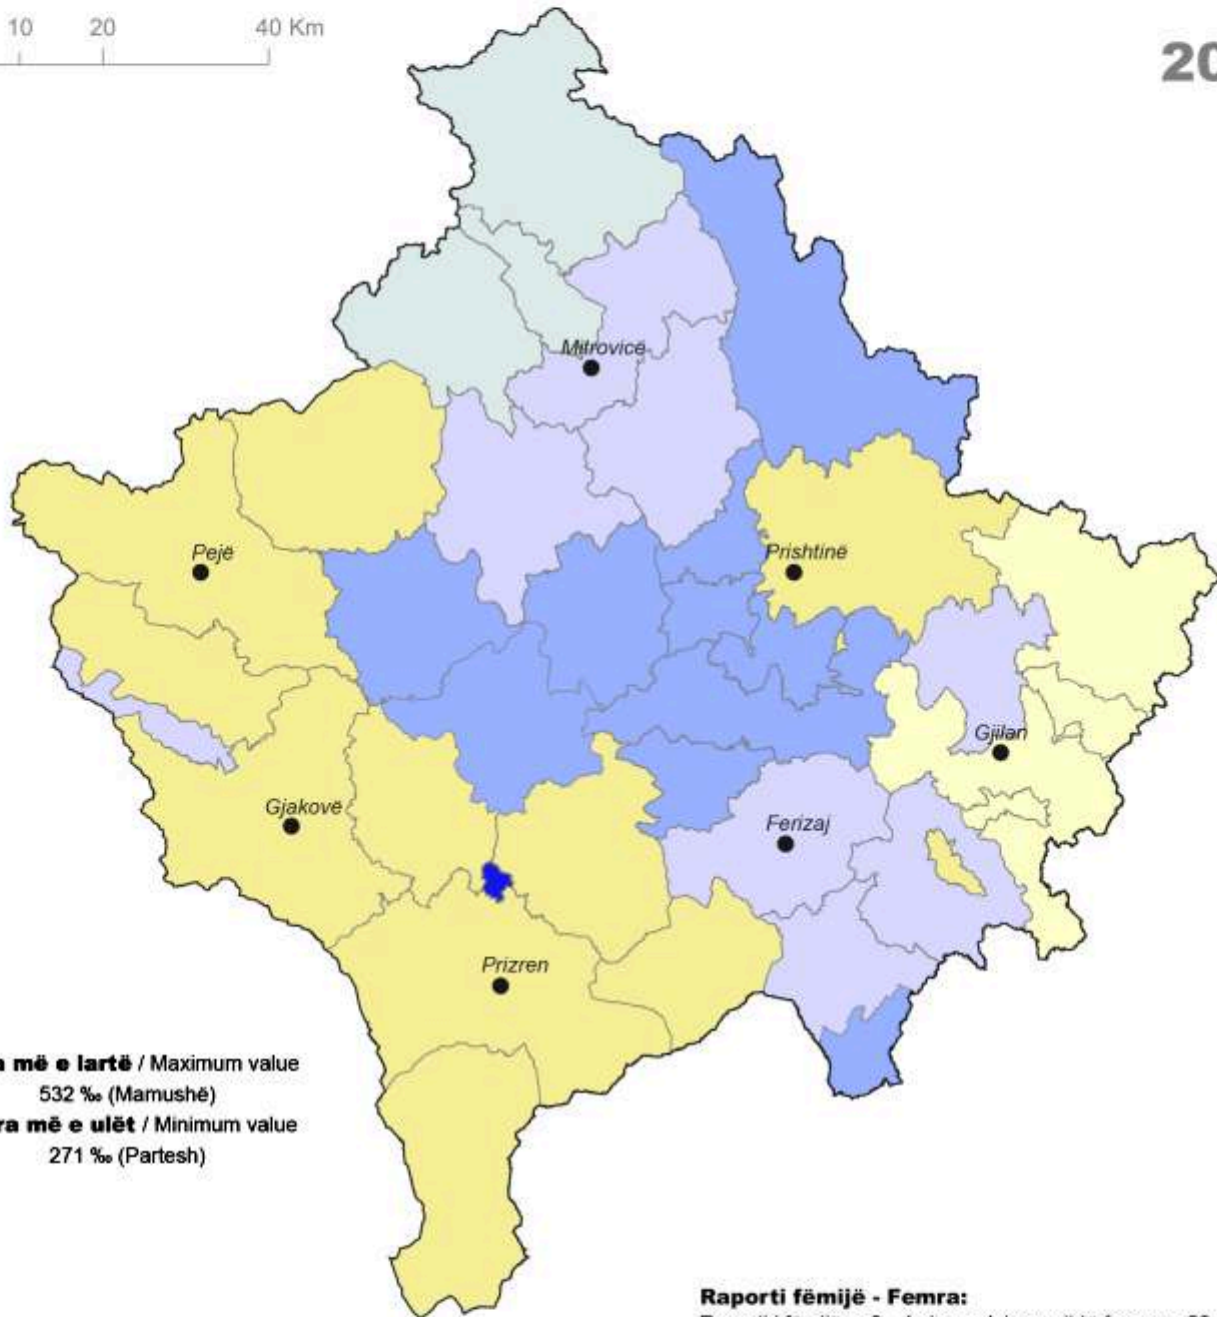 10 20 40 Km
20
Mitrovicë
Pejë
Prishtinë
Gjilan
Gjakovë
Ferizaj
Prizren
më e lartë / Maximum value
532 ‰ (Mamushë)
më e ulët / Minimum value
271 ‰ (Partesh)
Raporti fëmijë - Femra: